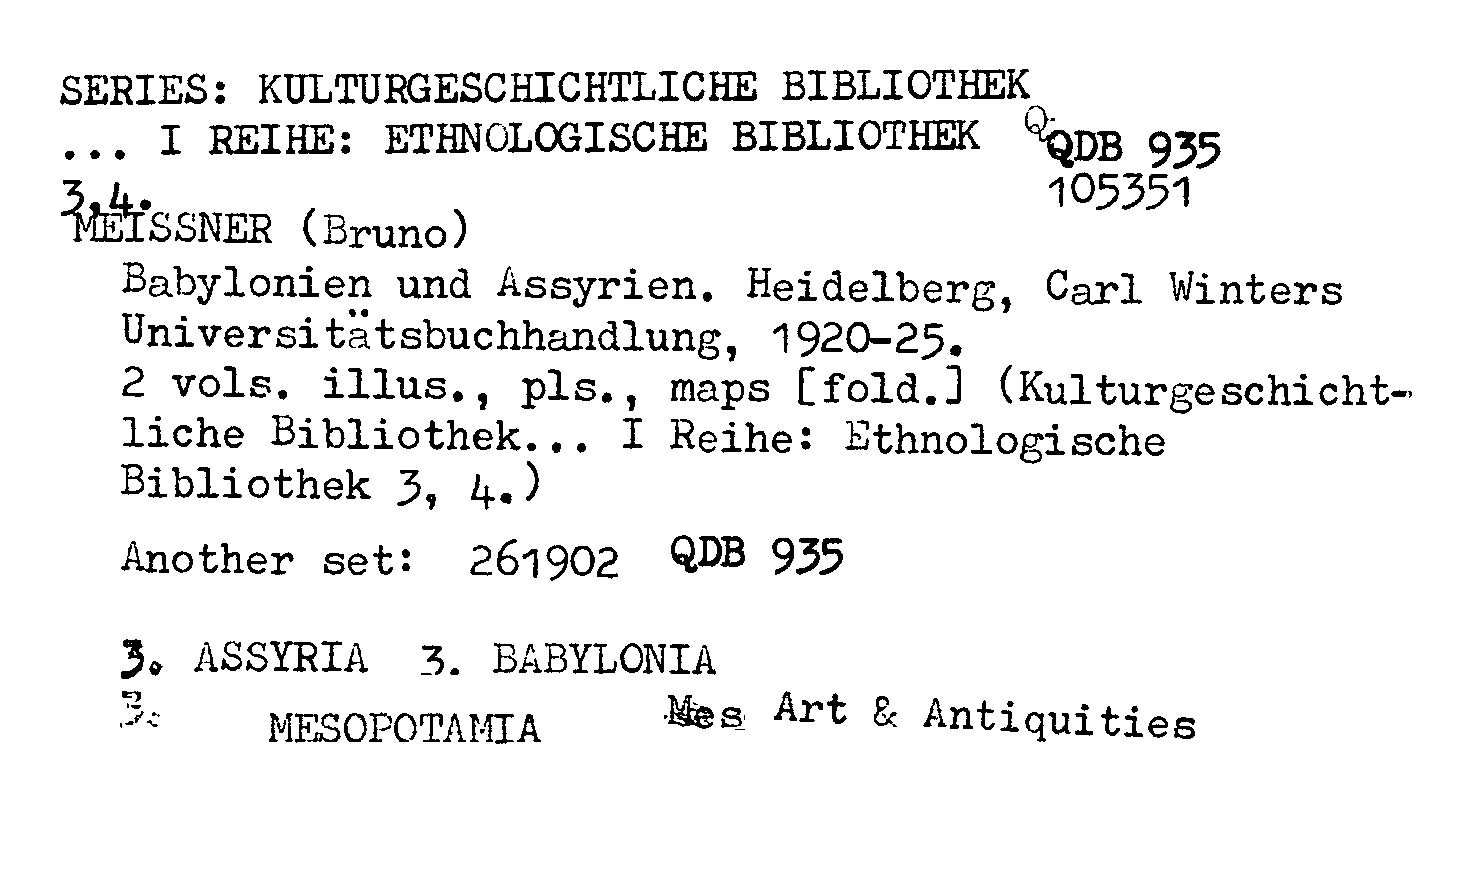 SERIES: KULTURGESCHICHTLICHE BIBLIOTHEK
... I REIHE: ETHNOLOGISCHE BIBLIOTHEK Q QDB 935
3,4. 105351
MEISSNER (Bruno)
Babylonien und Assyrien. Heidelberg, Carl Winters
Universitätsbuchhandlung, 1920-25.
2 vols. illus., pls., maps [fold.] (Kulturgeschicht-
liche Bibliothek... I Reihe: Ethnologische
Bibliothek 3, 4.)
Another set: 261902 QDB 935
3. ASSYRIA 3. BABYLONIA
3. MESOPOTAMIA Mes Art & Antiquities